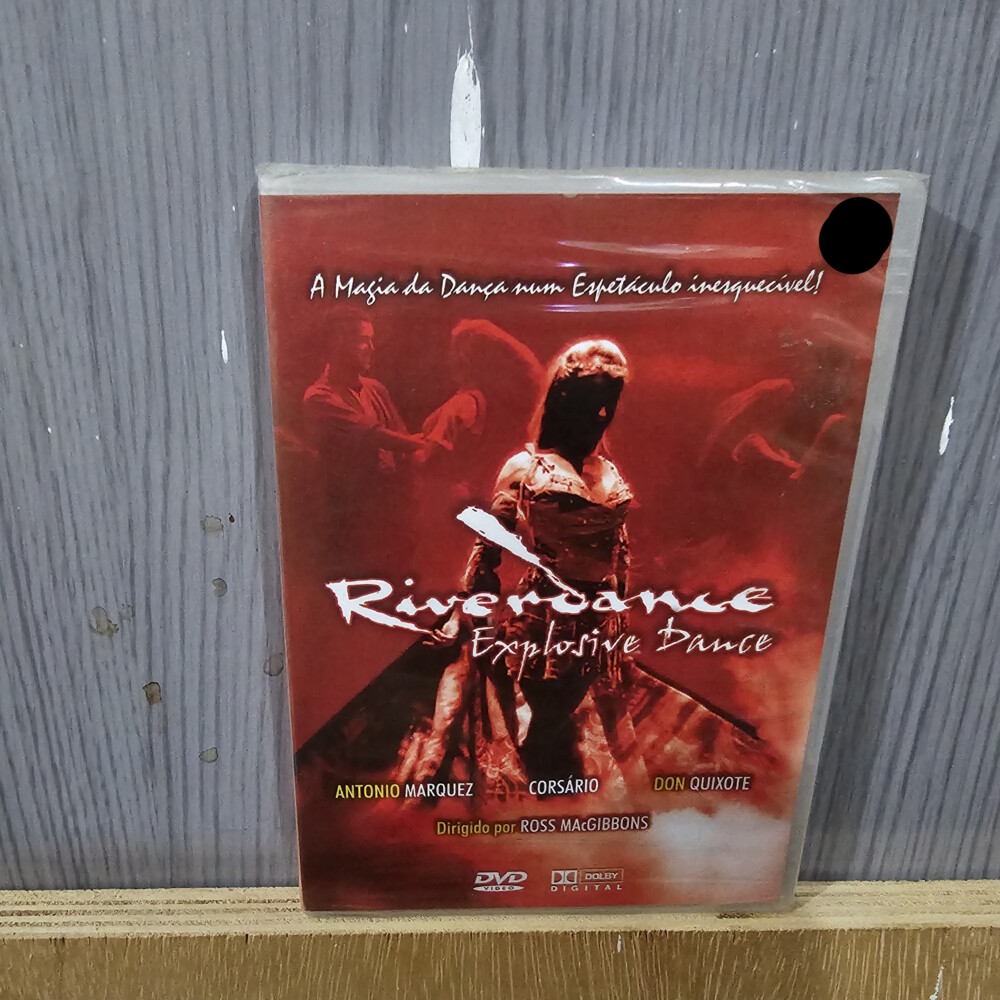 A Magia da Dança num Espetáculo inesquecível!
Riverdance
Explosive Dance
ANTONIO MARQUEZ CORSÁRIO DON QUIXOTE
Dirigido por ROSS MACGIBBONS
DVD VIDEO DOLBY DIGITAL